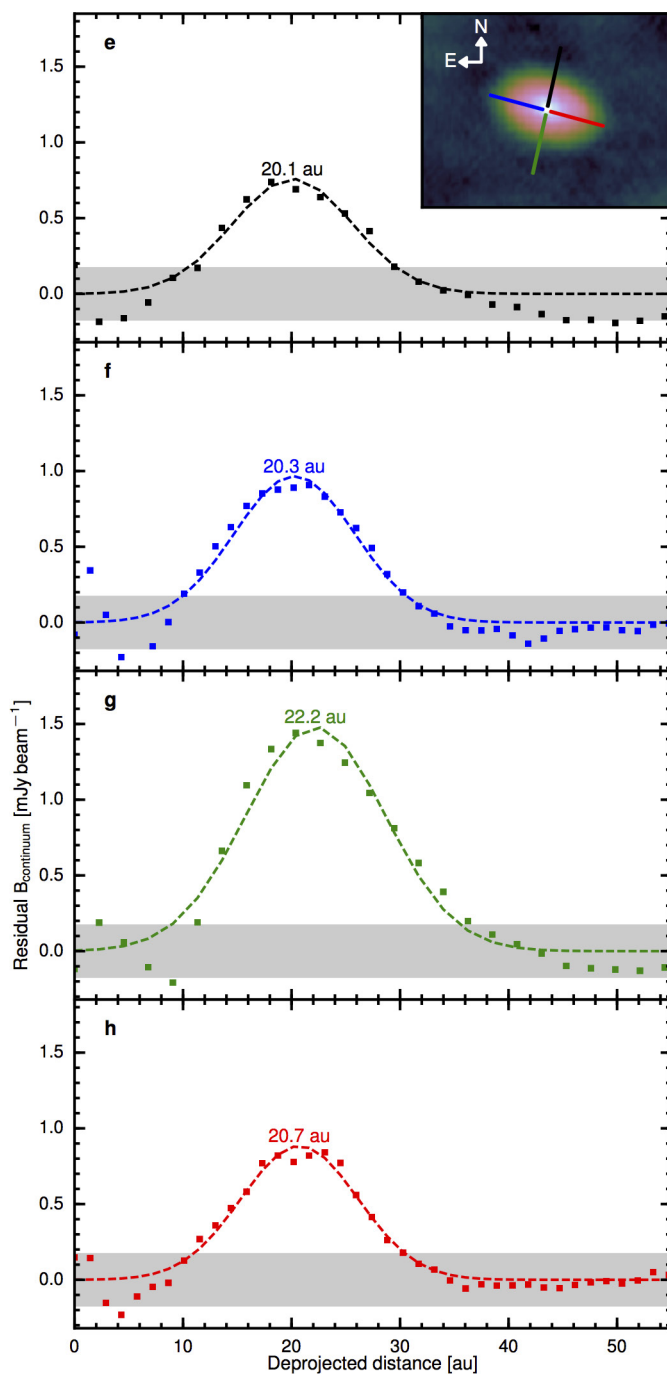 e
N
E
1.5
1.0
20.1 au
0.5
0.0
f
1.5
1.0
20.3 au
0.5
0.0
g
1.5
22.2 au
1.0
0.5
0.0
Residual Bcontinuum [mJy beam−1]
h
1.5
1.0
20.7 au
0.5
0.0
0 10 20 30 40 50
Deprojected distance [au]